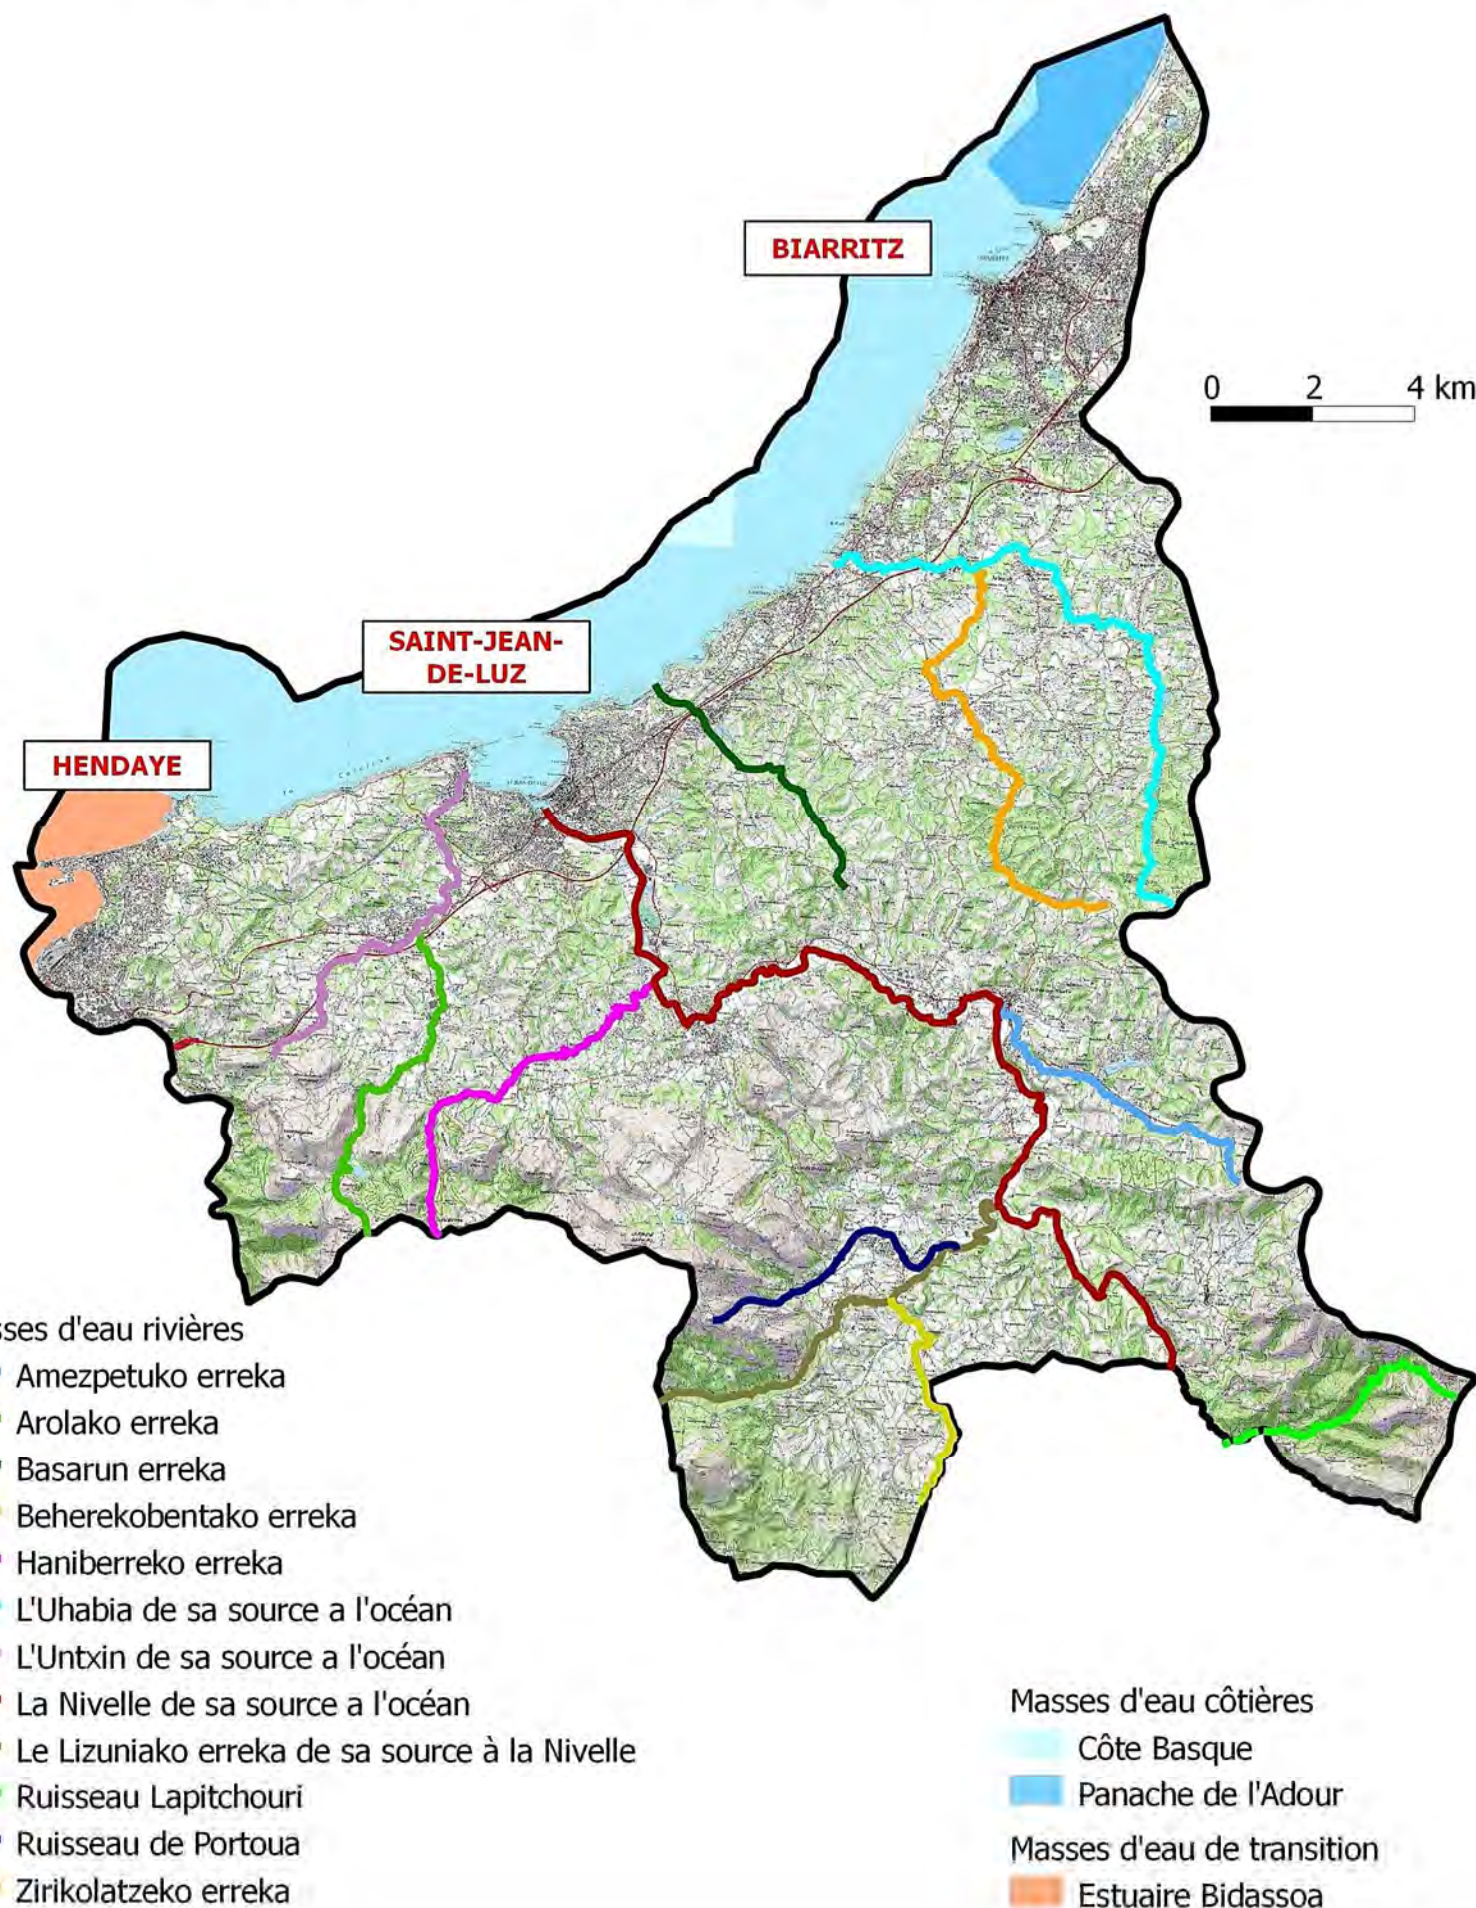 BIARRITZ
0 2 4 km
SAINT-JEAN-
DE-LUZ
HENDAYE
sses d'eau rivières
Amezpetuko erreka
Arolako erreka
Basarun erreka
Beherekobentako erreka
Haniberreko erreka
L'Uhabia de sa source a l'océan
L'Untxin de sa source a l'océan
La Nivelle de sa source a l'océan
Le Lizuniako erreka de sa source à la Nivelle
Ruisseau Lapitchouri
Ruisseau de Portoua
Zirikolatzeko erreka
Masses d'eau côtières
Côte Basque
Panache de l'Adour
Masses d'eau de transition
Estuaire Bidassoa